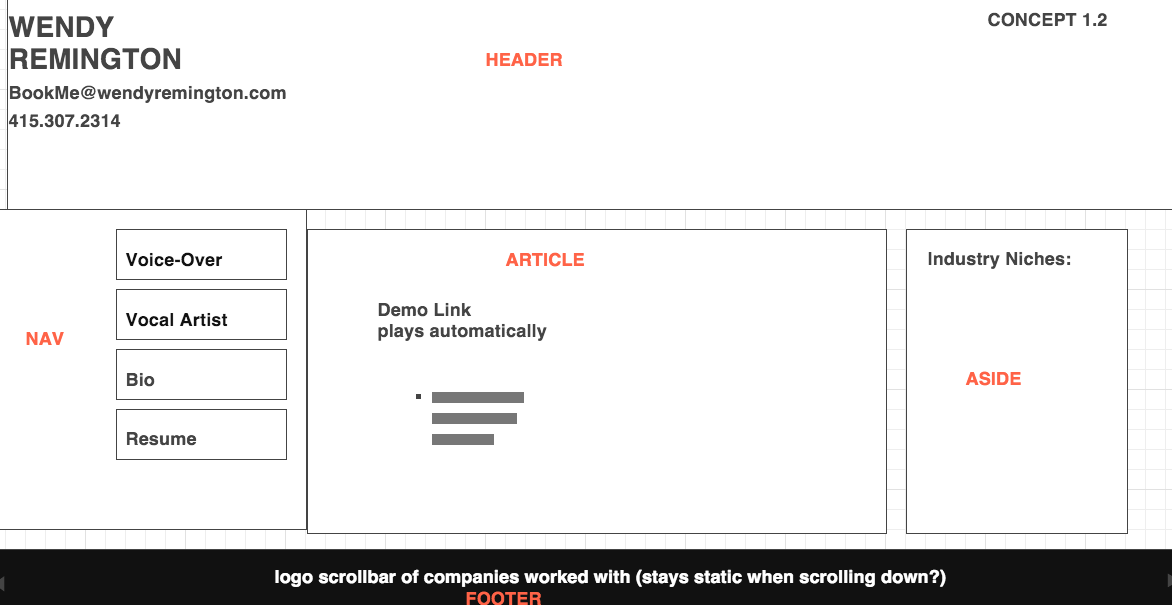 WENDY
REMINGTON
BookMe@wendyremington.com
415.307.2314
HEADER
CONCEPT 1.2
NAV
Voice-Over
Vocal Artist
Bio
Resume
ARTICLE
Demo Link
plays automatically
Industry Niches:
ASIDE
logo scrollbar of companies worked with (stays static when scrolling down?)
FOOTER